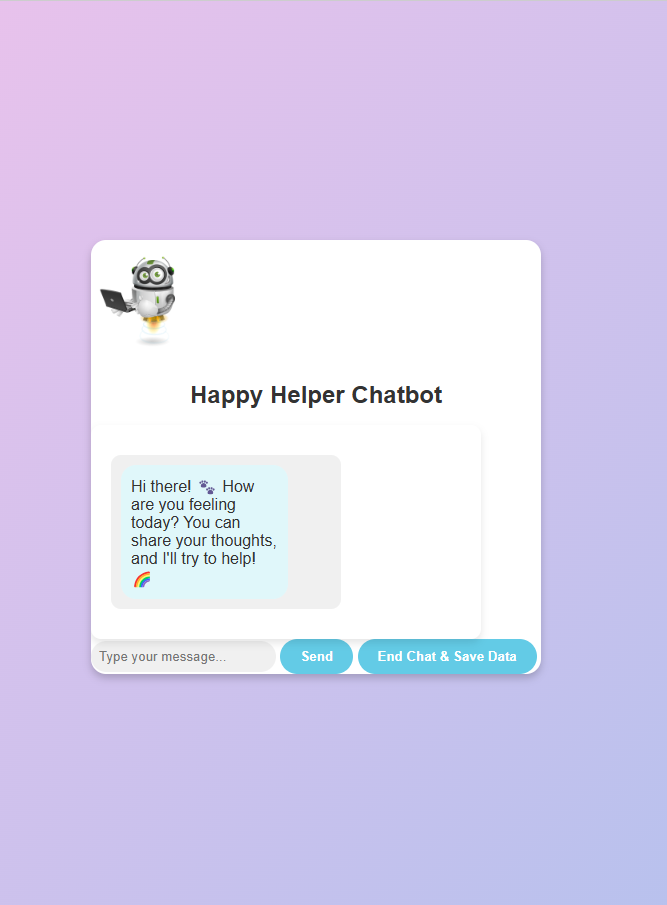 Happy Helper Chatbot
Hi there! 🐾 How
are you feeling
today? You can
share your thoughts,
and I'll try to help!
🌈
Type your message...
Send
End Chat & Save Data